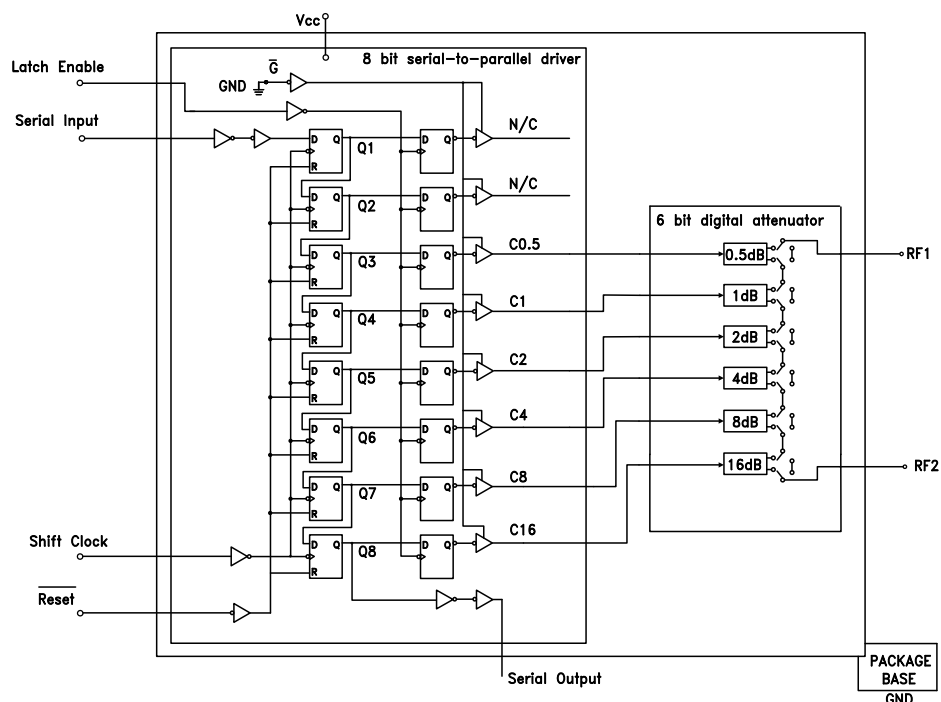 Vcc
8 bit serial-to-parallel driver
Latch Enable
G
GND
Serial Input
N/C
D Q
R
Q1
D Q
N/C
D Q
R
Q2
D Q
6 bit digital attenuator
C0.5
D Q
R
Q3
D Q
0.5dB
RF1
C1
D Q
R
Q4
D Q
1dB
C2
D Q
R
Q5
D Q
2dB
C4
D Q
R
Q6
D Q
4dB
C8
D Q
R
Q7
D Q
8dB
C16
D Q
R
Q8
D Q
16dB
RF2
Shift Clock
Reset
Serial Output
PACKAGE
BASE
GND